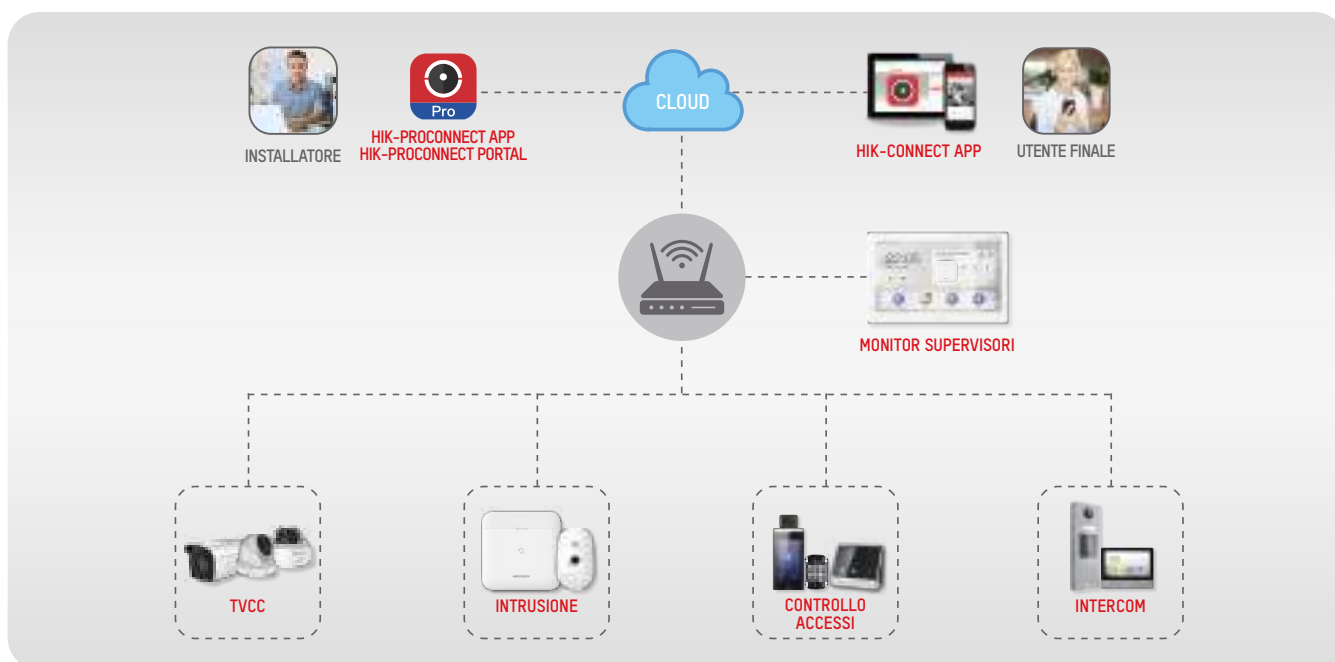 CLOUD
Pro
INSTALLATORE
HIK-PROCONNECT APP
HIK-PROCONNECT PORTAL
HIK-CONNECT APP
UTENTE FINALE
MONITOR SUPERVISORI
TVCC
INTRUSIONE
CONTROLLO
ACCESSI
INTERCOM